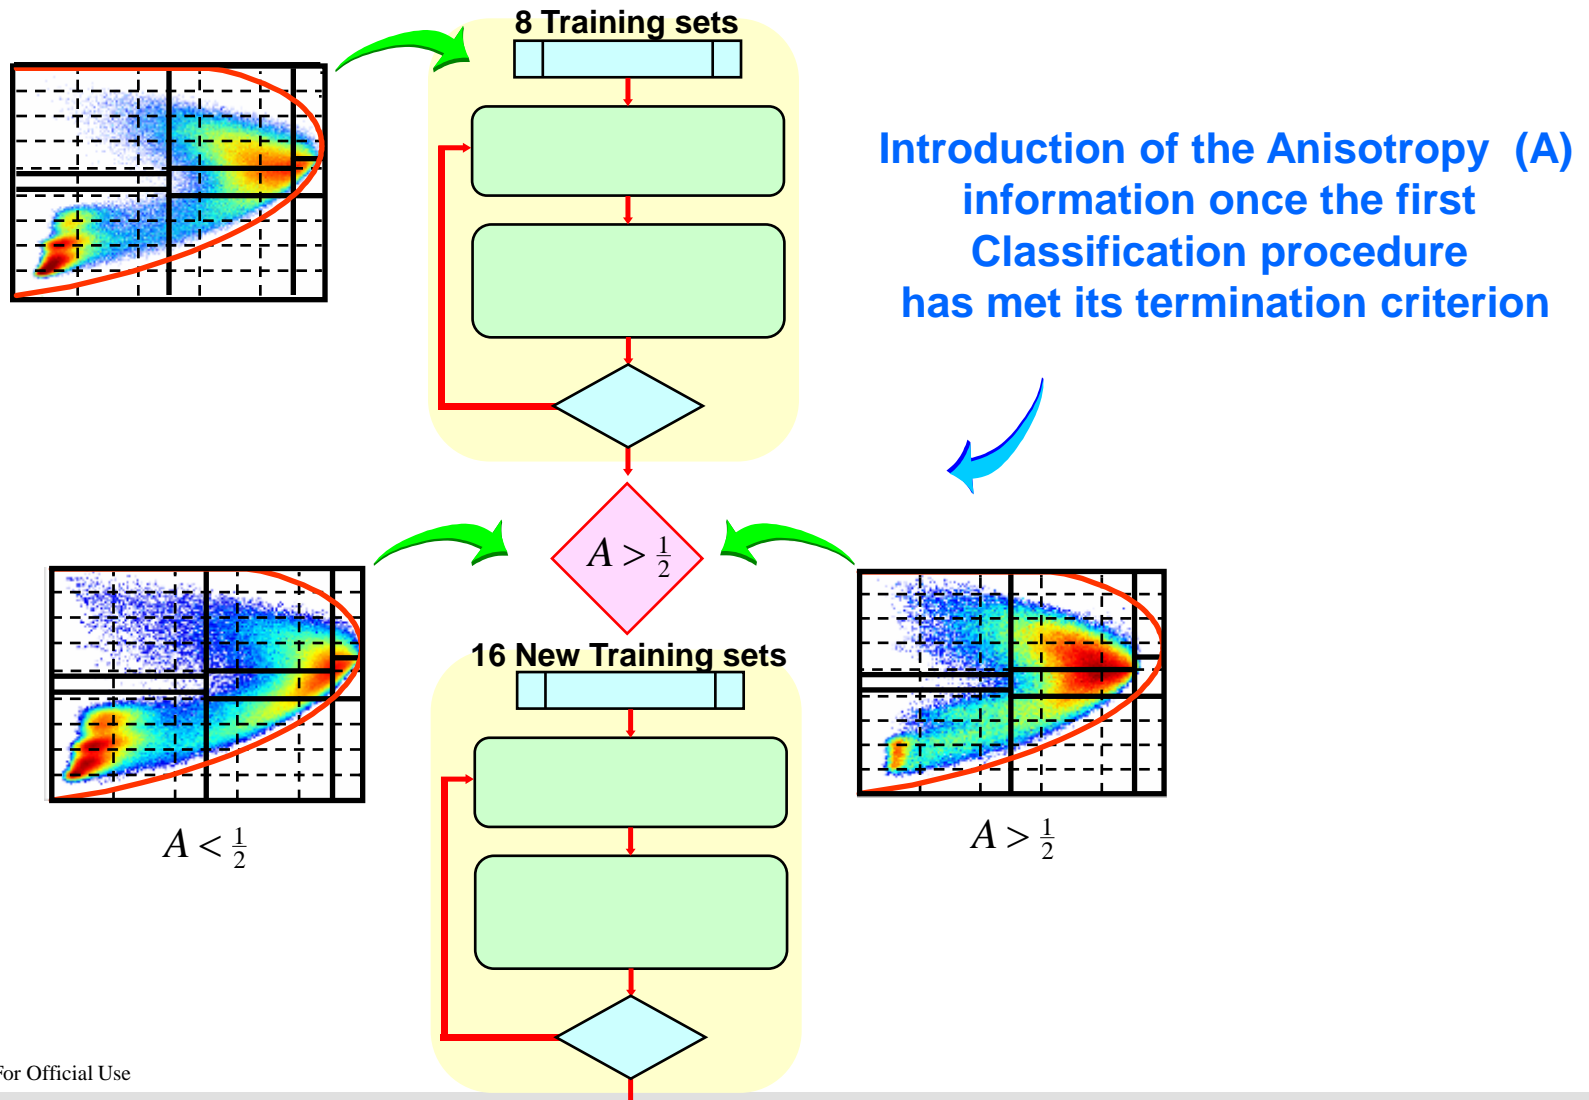 8 Training sets
Introduction of the Anisotropy (A)
information once the first
Classification procedure
has met its termination criterion
A > 1/2
16 New Training sets
A < 1/2
A > 1/2
For Official Use